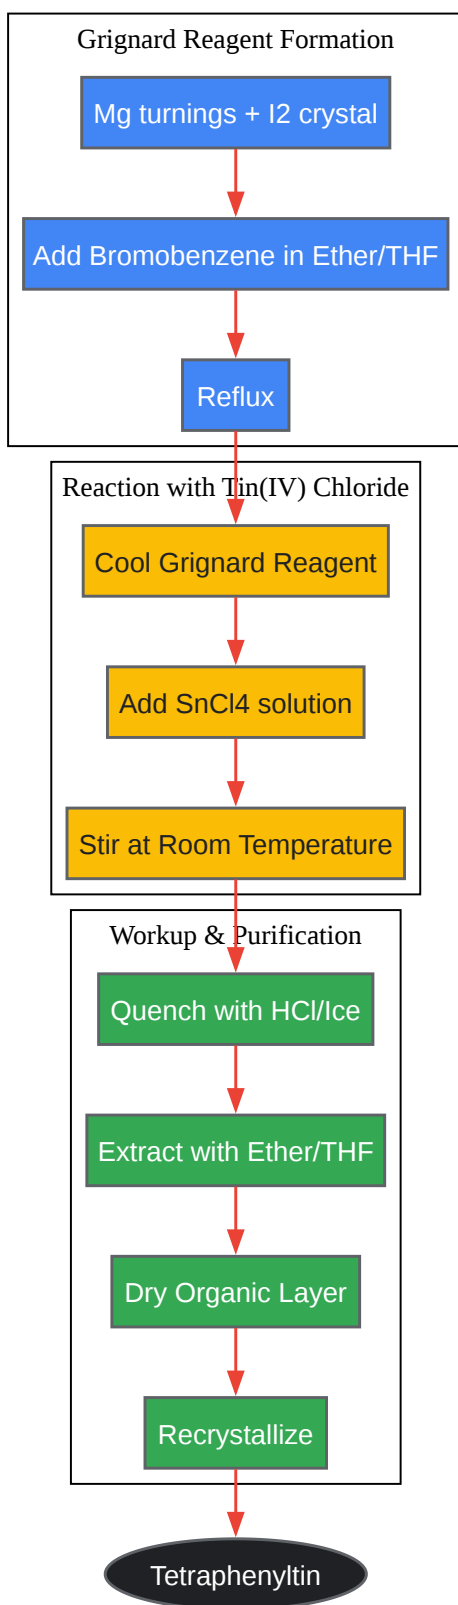 Grignard Reagent Formation
Mg turnings + I2 crystal
Add Bromobenzene in Ether/THF
Reflux
Reaction with Tin(IV) Chloride
Cool Grignard Reagent
Add SnCl4 solution
Stir at Room Temperature
Workup & Purification
Quench with HCl/Ice
Extract with Ether/THF
Dry Organic Layer
Recrystallize
Tetraphenyltin